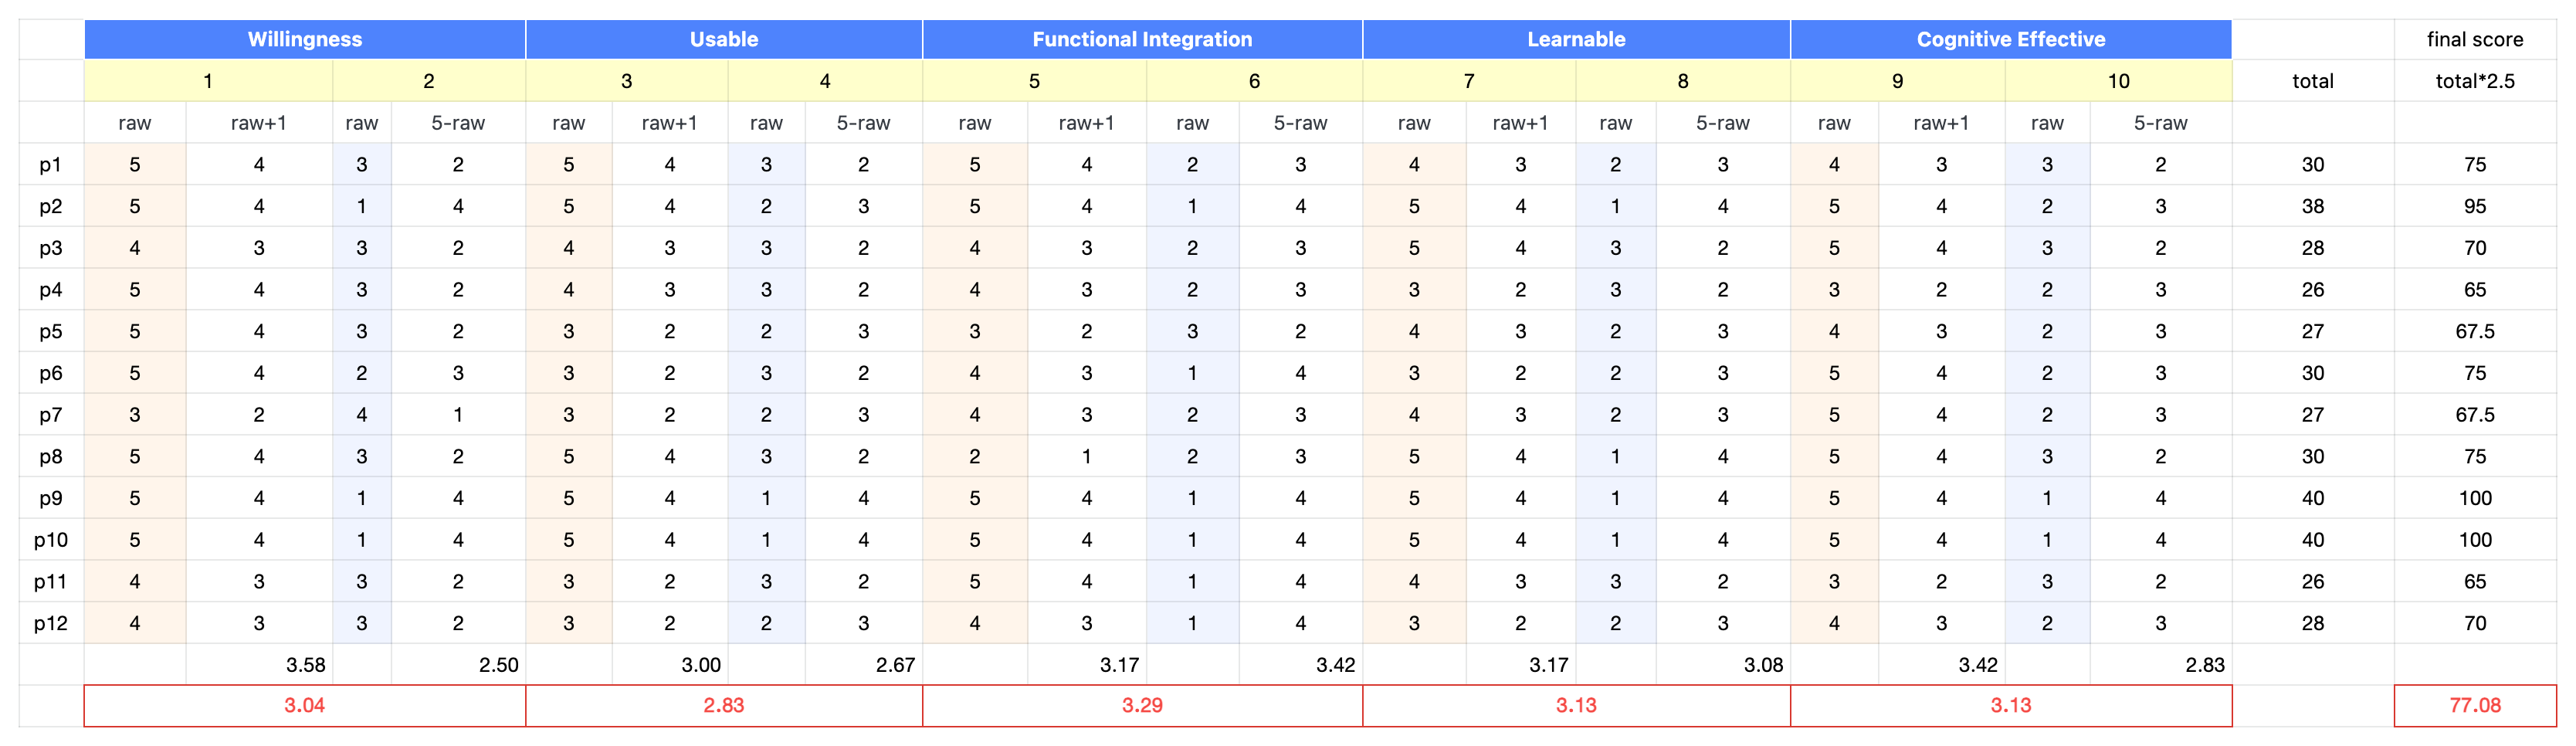 Willingness Usable Functional Integration Learnable Cognitive Effective final score
1 2 3 4 5 6 7 8 9 10 total total*2.5
raw raw+1 raw 5-raw raw raw+1 raw 5-raw raw raw+1 raw 5-raw raw raw+1 raw 5-raw raw raw+1 raw 5-raw
p1 5 4 3 2 5 4 3 2 5 4 2 3 4 3 2 3 4 3 3 2 30 75
p2 5 4 1 4 5 4 2 3 5 4 1 4 5 4 1 4 5 4 2 3 38 95
p3 4 3 3 2 4 3 3 2 4 3 2 3 5 4 3 2 5 4 3 2 28 70
p4 5 4 3 2 4 3 3 2 4 3 2 3 3 2 3 2 3 2 2 3 26 65
p5 5 4 3 2 3 2 2 3 3 2 3 2 4 3 2 3 4 3 2 3 27 67.5
p6 5 4 2 3 3 2 3 2 4 3 1 4 3 2 2 3 5 4 2 3 30 75
p7 3 2 4 1 3 2 2 3 4 3 2 3 4 3 2 3 5 4 2 3 27 67.5
p8 5 4 3 2 5 4 3 2 2 1 2 3 5 4 1 4 5 4 3 2 30 75
p9 5 4 1 4 5 4 1 4 5 4 1 4 5 4 1 4 5 4 1 4 40 100
p10 5 4 1 4 5 4 1 4 5 4 1 4 5 4 1 4 5 4 1 4 40 100
p11 4 3 3 2 3 2 3 2 5 4 1 4 4 3 3 2 3 2 3 2 26 65
p12 4 3 3 2 3 2 2 3 4 3 1 4 3 2 2 3 4 3 2 3 28 70
3.58 2.50 3.00 2.67 3.17 3.42 3.17 3.08 3.42 2.83
3.04 2.83 3.29 3.13 3.13 77.08